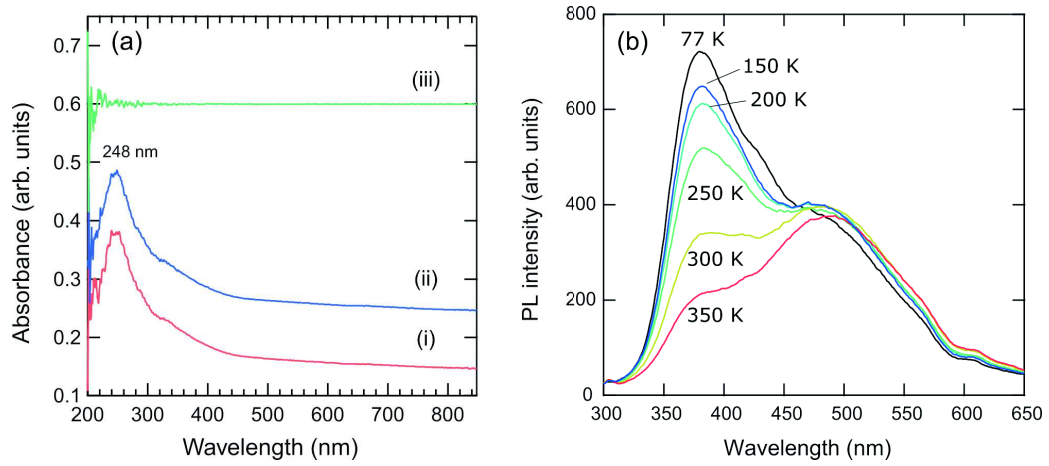 (a)
0.7
0.6
0.5
0.4
0.3
0.2
0.1
Absorbance (arb. units)
(iii)
248 nm
(ii)
(i)
200 300 400 500 600 700 800
Wavelength (nm)
(b)
800
600
400
200
0
PL intensity (arb. units)
77 K
150 K
200 K
250 K
300 K
350 K
300 350 400 450 500 550 600 650
Wavelength (nm)